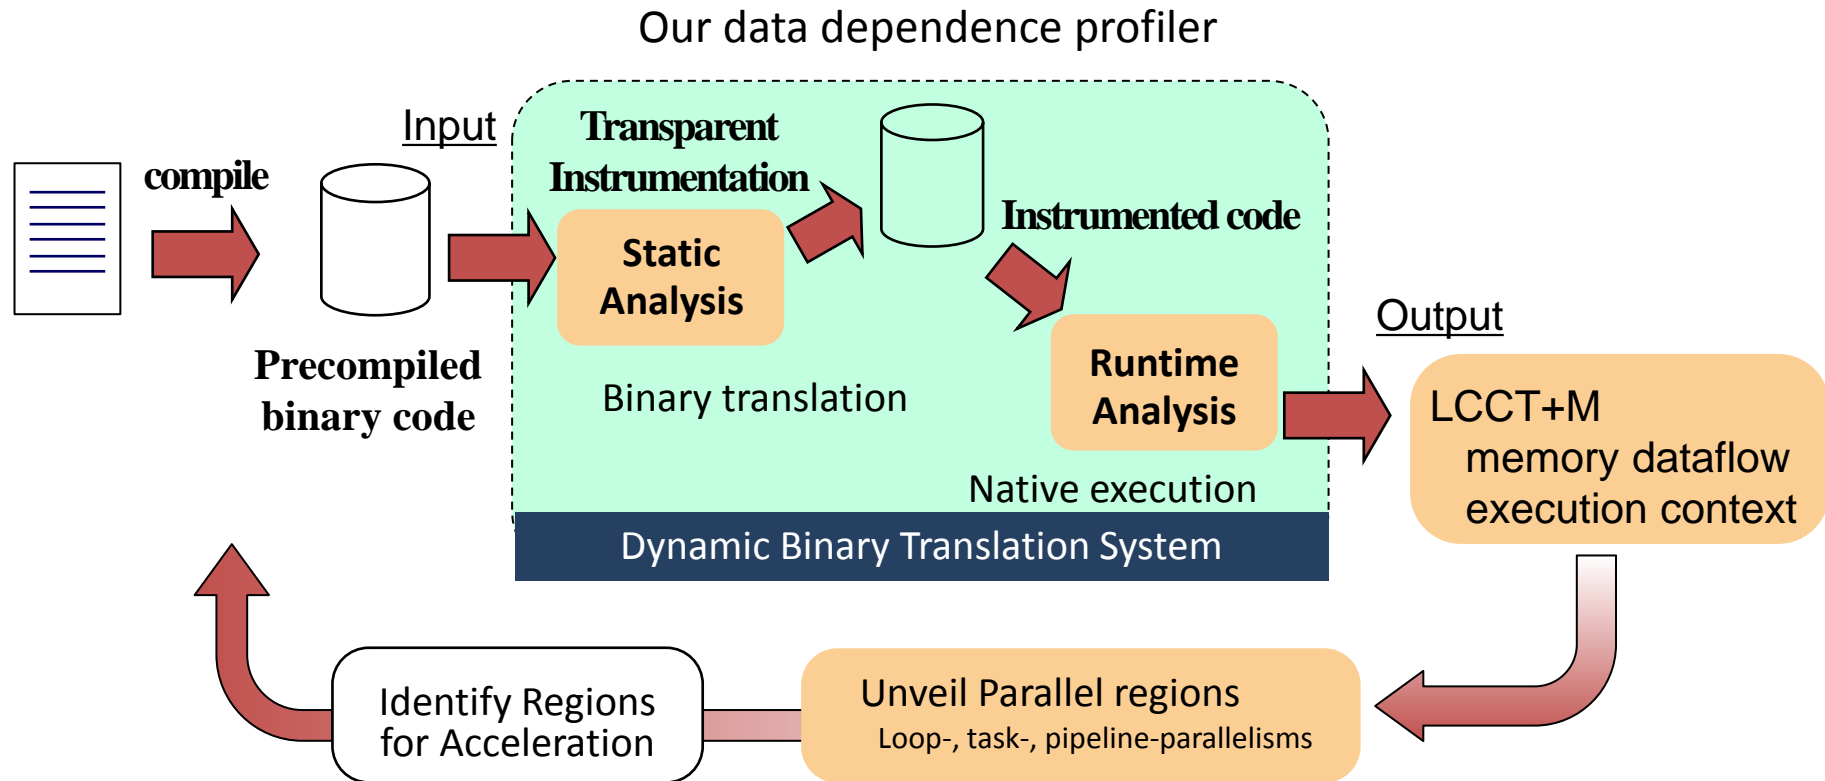 Our data dependence profiler
Input
compile
Precompiled
binary code
Transparent
Instrumentation
Static
Analysis
Instrumented code
Binary translation
Runtime
Analysis
Native execution
Dynamic Binary Translation System
Output
LCCT+M
memory dataflow
execution context
Unveil Parallel regions
Loop-, task-, pipeline-parallelisms
Identify Regions
for Acceleration